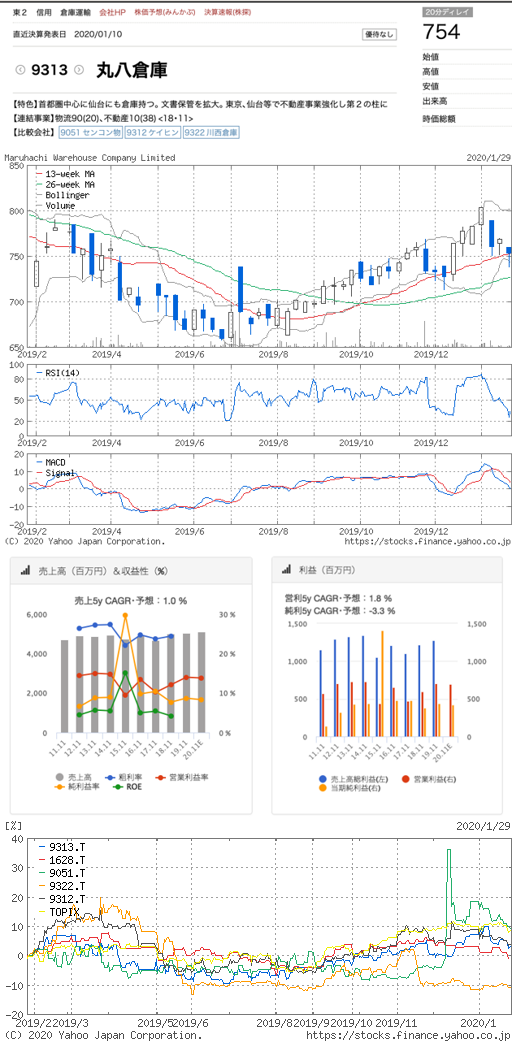 東２ 信用 倉庫運輸 会社HP 株価予想(みんかぶ) 決算速報(株探)
20分ディレイ
直近決算発表日 2020/01/10
優待なし
754
9313 丸八倉庫
始値
高値
安値
出来高
時価総額
【特色】首都圏中心に仙台にも倉庫持つ。文書保管を拡大。東京、仙台等で不動産事業強化し第２の柱に
【連結事業】物流90(20)、不動産10(38) <18・11>
【比較会社】 9051 センコン物 9312 ケイヒン 9322 川西倉庫
Maruhachi Warehouse Company Limited 2020/1/29
850
13-week MA
26-week MA
Bollinger
Volume
800
750
700
650
2019/2 2019/4 2019/6 2019/8 2019/10 2019/12
100
RSI(14)
80
50
20
0
2019/2 2019/4 2019/6 2019/8 2019/10 2019/12
20
MACD
Signal
10
0
-10
-20
2019/2 2019/4 2019/6 2019/8 2019/10 2019/12
(C) 2020 Yahoo Japan Corporation. https://stocks.finance.yahoo.co.jp/
売上高（百万円）＆収益性（%）
売上5y CAGR・予想：1.0 %
6,000 30 %
20 %
4,000
2,000 10 %
0 0 %
11.11 12.11 13.11 14.11 15.11 16.11 17.11 18.11 19.11 20.11E
売上高 粗利率 営業利益率
純利益率 ROE
利益（百万円）
営利5y CAGR・予想：1.8 %
純利5y CAGR・予想：-3.3 %
1,500 1,500
1,000 1,000
500 500
0 0
11.11 12.11 13.11 14.11 15.11 16.11 17.11 18.11 19.11 20.11E
売上高総利益(左) 営業利益(右)
当期純利益(右)
[%] 2020/1/29
40
9313.T
1628.T
9051.T
9322.T
9312.T
TOPIX
30
20
10
0
-10
-20
2019/2 2019/3 2019/5 2019/6 2019/8 2019/9 2019/10 2019/11 2020/1
(C) 2020 Yahoo Japan Corporation. https://stocks.finance.yahoo.co.jp/